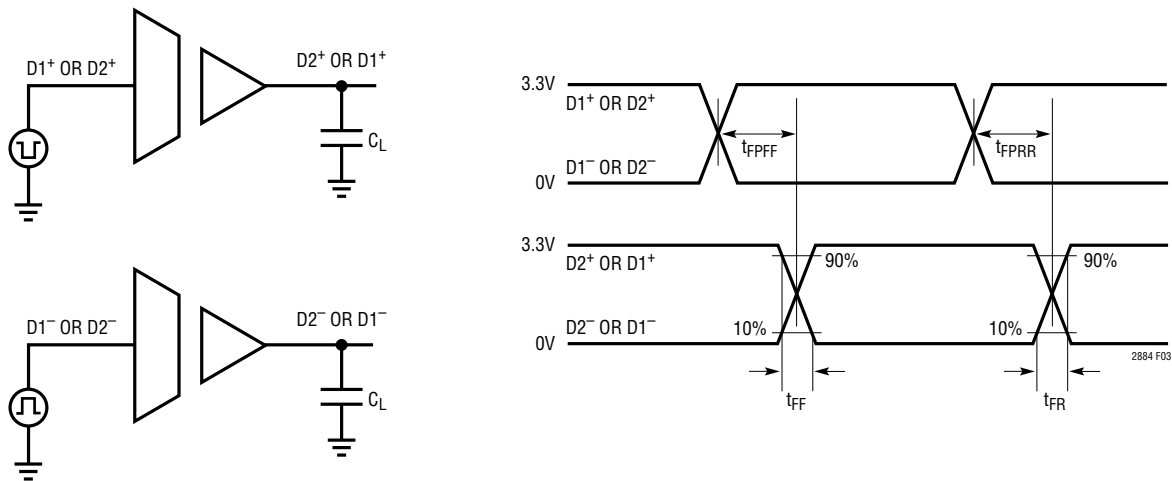 D1+ OR D2+
D2+ OR D1+
CL
D1– OR D2–
D2– OR D1–
CL
3.3V
D1+ OR D2+
tFPFF
tFPRR
D1– OR D2–
0V
3.3V
D2+ OR D1+
90%
90%
D2– OR D1–
10%
10%
0V
2884 F03
tFF
tFR